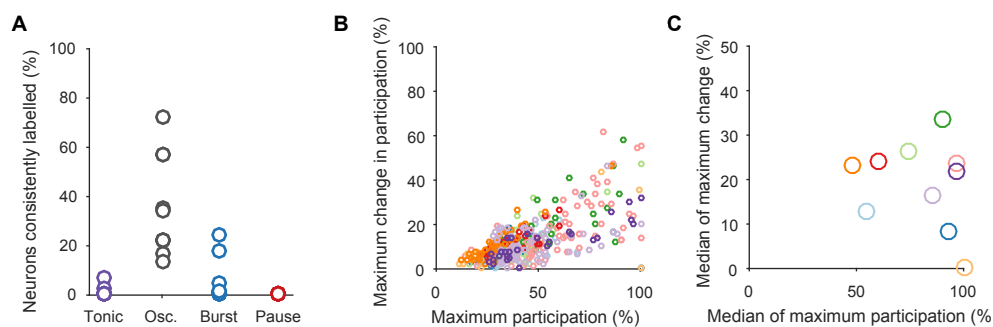 A
Neurons consistently labelled (%)
100
80
60
40
20
0
Tonic Osc. Burst Pause
B
Maximum change in participation (%)
100
80
60
40
20
0
0 50 100
Maximum participation (%)
C
Median of maximum change (%)
50
40
30
20
10
0
50 100
Median of maximum participation (%